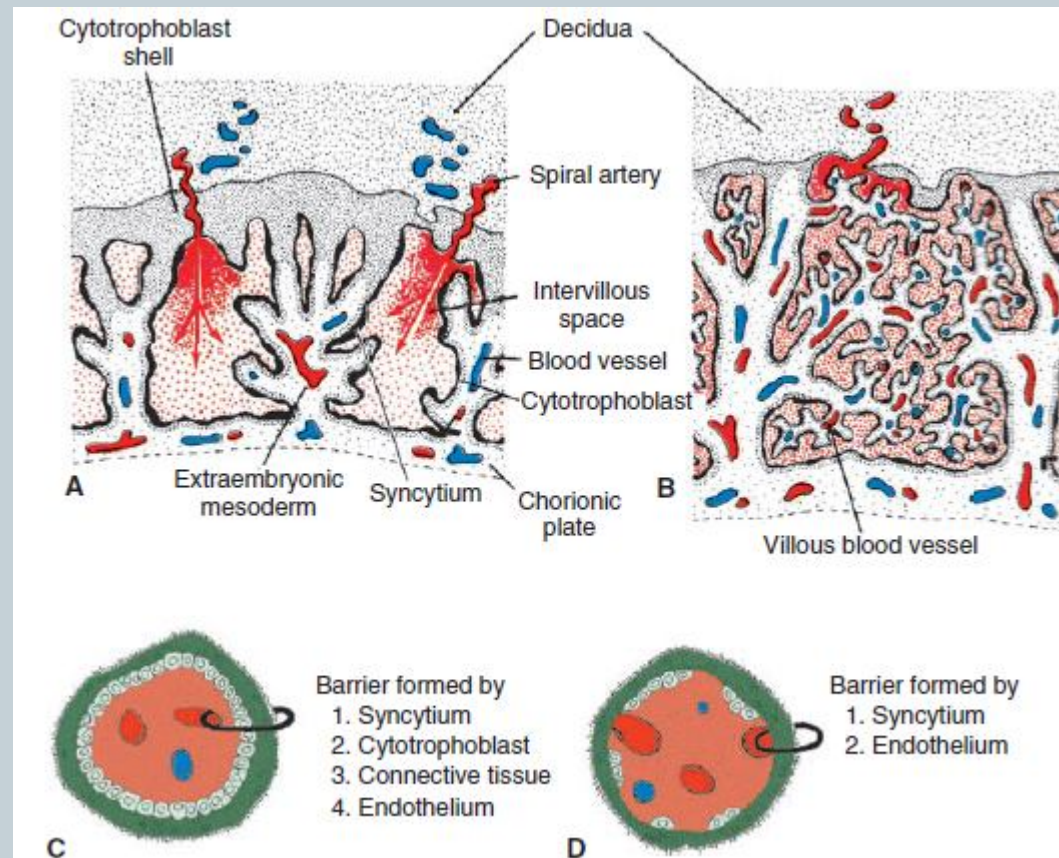 Cytotrophoblast
shell
Decidua
Spiral artery
Intervillous
space
Blood vessel
Cytotrophoblast
Extraembryonic
mesoderm
Syncytium
Chorionic
plate
A
B
Villous blood vessel
Barrier formed by
1. Syncytium
2. Cytotrophoblast
3. Connective tissue
4. Endothelium
C
Barrier formed by
1. Syncytium
2. Endothelium
D